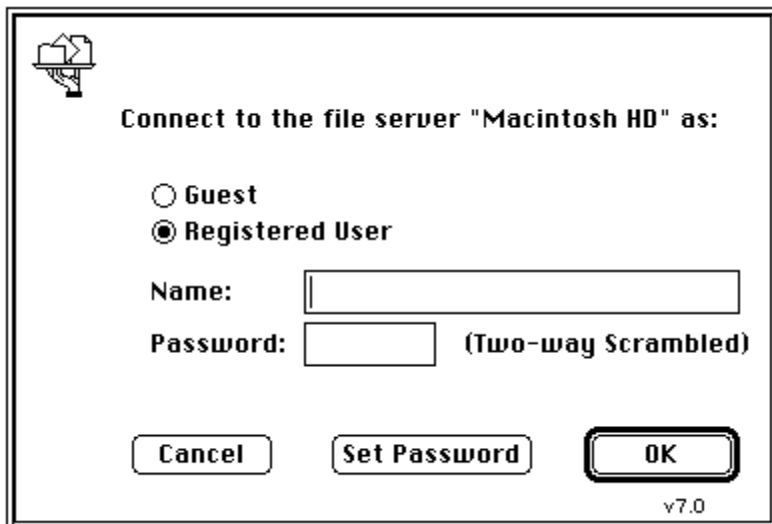 Connect to the file server "Macintosh HD" as:
Guest
Registered User
Name:
Password: (Two-way Scrambled)
Cancel Set Password OK
v7.0